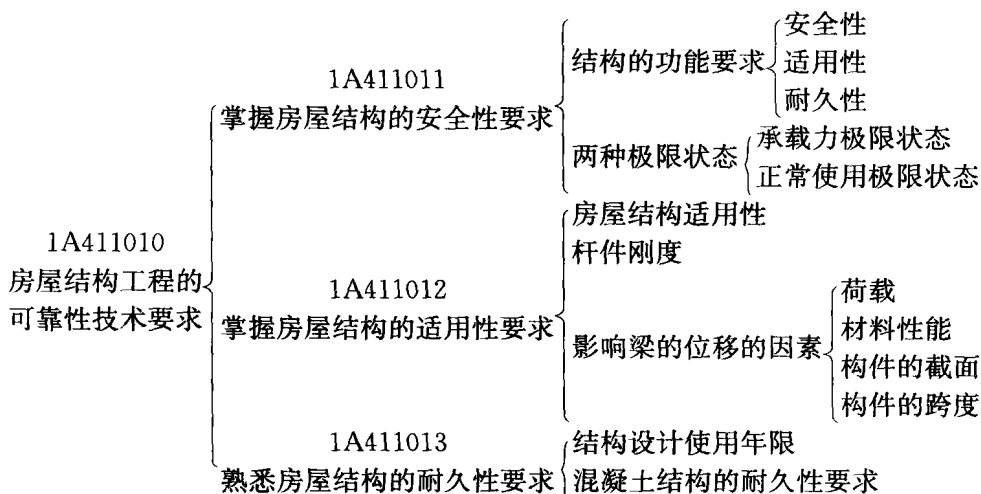 1A411010
房屋结构工程的
可靠性技术要求
1A411011
掌握房屋结构的安全性要求
结构的功能要求
安全性
适用性
耐久性
两种极限状态
承载力极限状态
正常使用极限状态
1A411012
掌握房屋结构的适用性要求
房屋结构适用性
杆件刚度
影响梁的位移的因素
荷载
材料性能
构件的截面
构件的跨度
1A411013
熟悉房屋结构的耐久性要求
结构设计使用年限
混凝土结构的耐久性要求